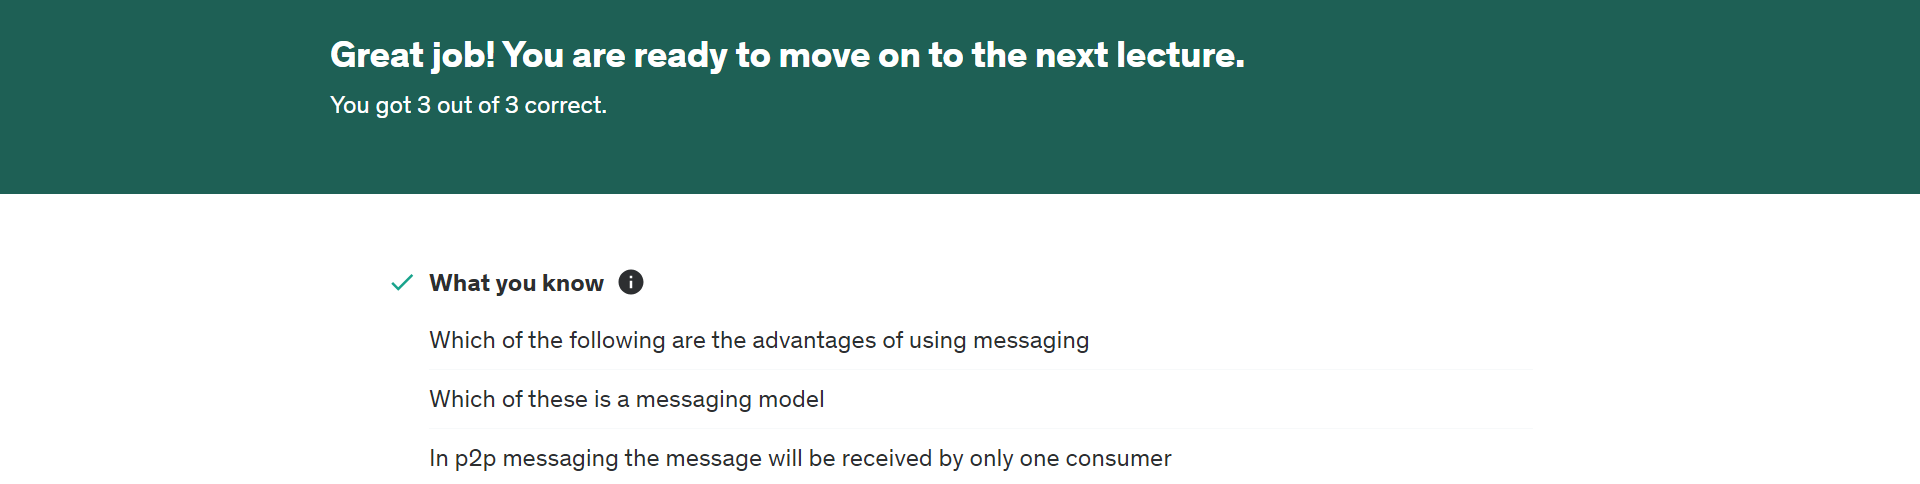 Great job! You are ready to move on to the next lecture.
You got 3 out of 3 correct.
What you know
Which of the following are the advantages of using messaging
Which of these is a messaging model
In p2p messaging the message will be received by only one consumer